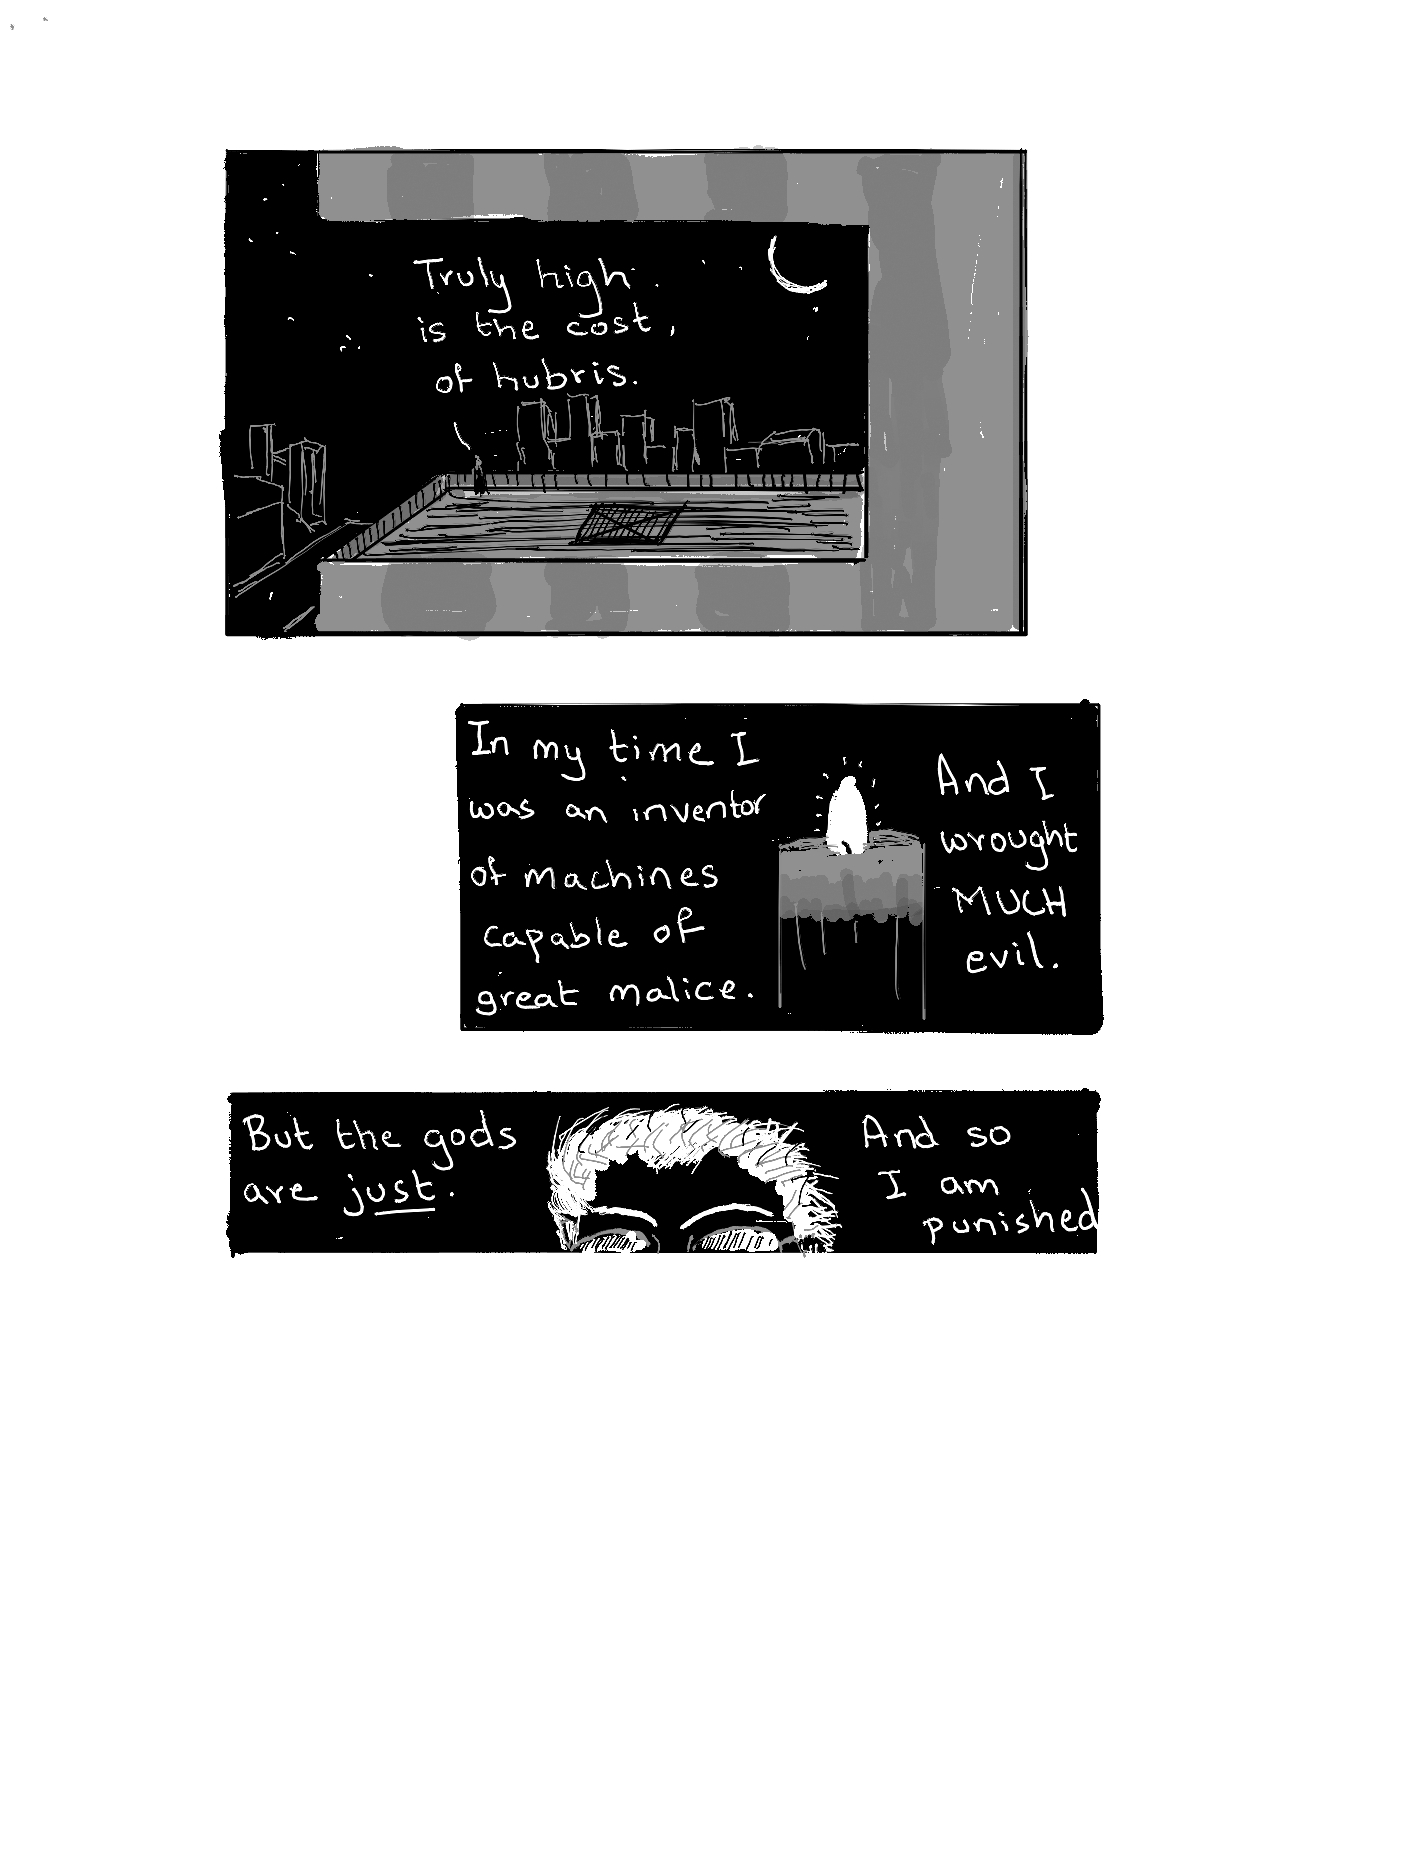 Truly high
is the cost,
of hubris.
In my time I
was an inventor
of machines
capable of
great malice.
And I
wrought
MUCH
evil.
But the gods
are just.
And so
I am
punished